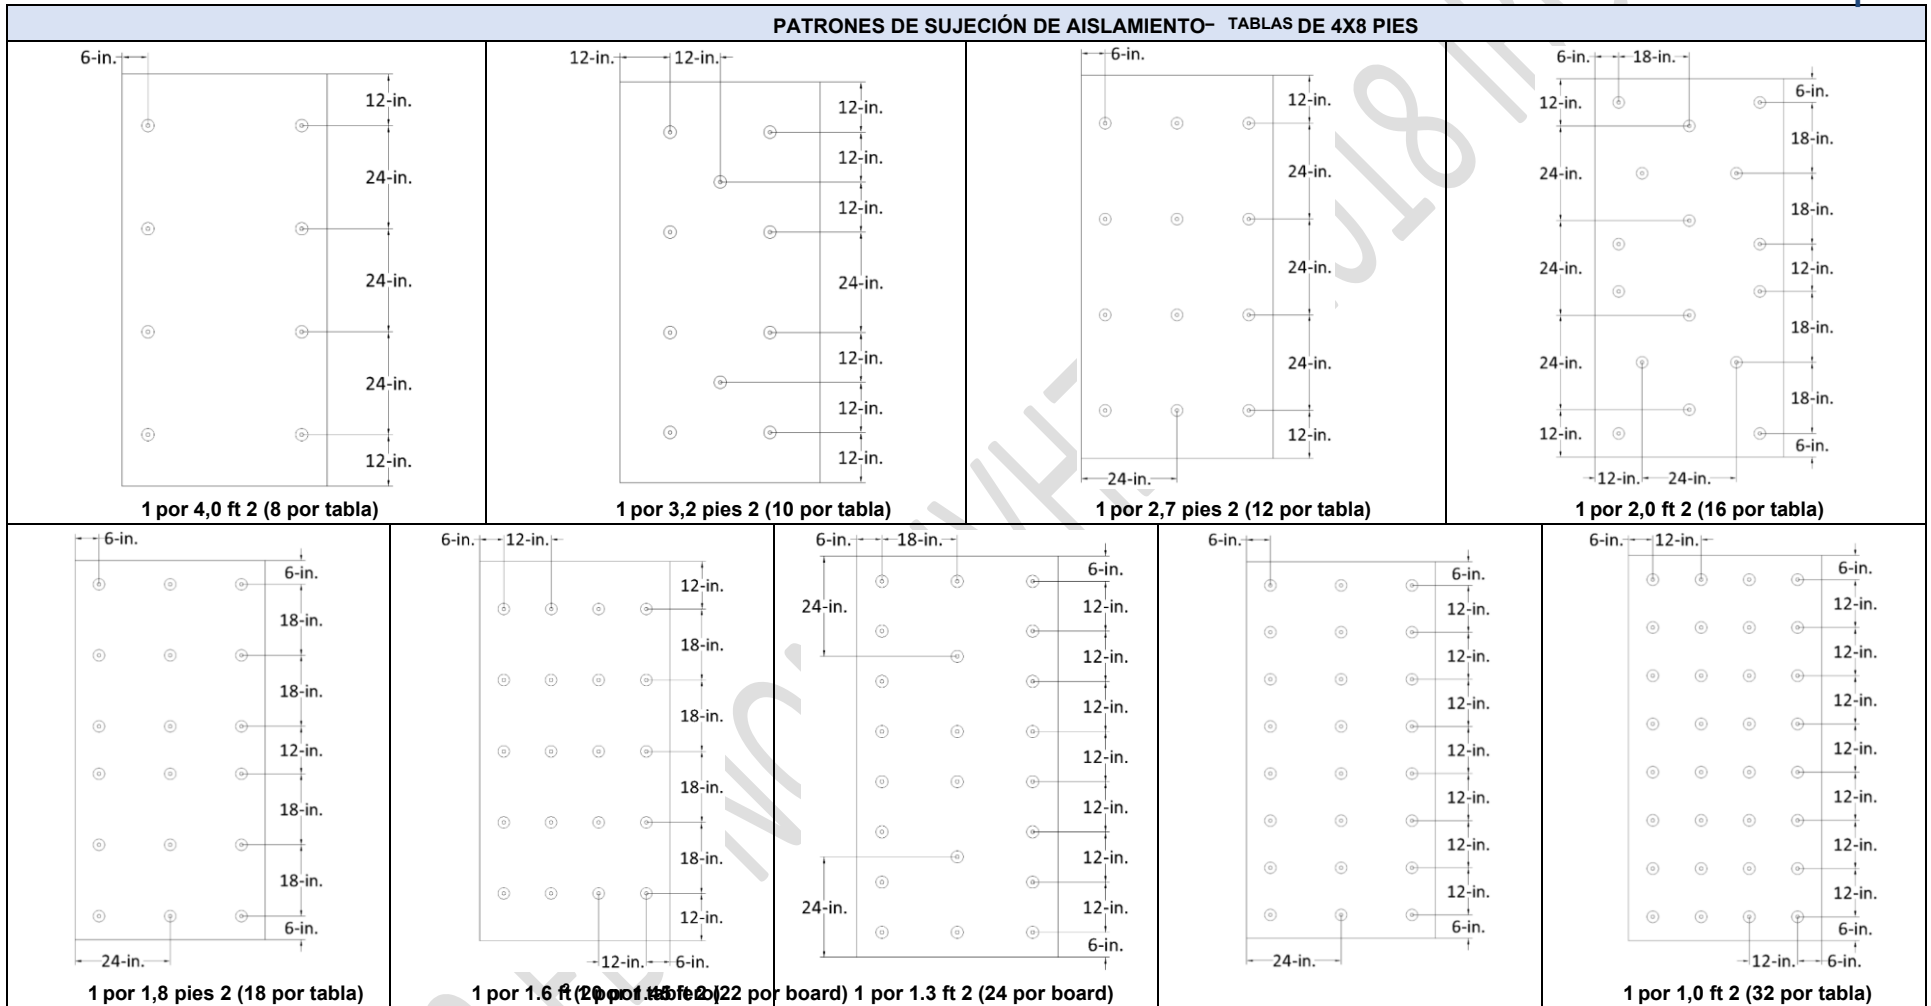 PATRONES DE SUJECIÓN DE AISLAMIENTO– TABLAS DE 4X8 PIES
6-in.
12-in.
24-in.
24-in.
24-in.
12-in.
1 por 4,0 ft 2 (8 por tabla)
12-in. 12-in.
12-in.
12-in.
12-in.
24-in.
12-in.
12-in.
12-in.
1 por 3,2 pies 2 (10 por tabla)
6-in.
12-in.
24-in.
24-in.
24-in.
12-in.
24-in.
1 por 2,7 pies 2 (12 por tabla)
6-in. 18-in.
12-in.
24-in.
24-in.
24-in.
12-in.
6-in.
18-in.
18-in.
12-in.
18-in.
18-in.
6-in.
12-in. 24-in.
1 por 2,0 ft 2 (16 por tabla)
6-in.
6-in.
18-in.
18-in.
12-in.
18-in.
18-in.
6-in.
24-in.
1 por 1,8 pies 2 (18 por tabla)
6-in. 12-in.
12-in.
18-in.
18-in.
18-in.
18-in.
12-in.
12-in. 6-in.
1 por 1.6 ft
6-in. 18-in.
24-in.
24-in.
6-in.
12-in.
12-in.
12-in.
12-in.
12-in.
12-in.
12-in.
6-in.
(22 por board) 1 por 1.3 ft 2 (24 por board)
6-in.
6-in.
12-in.
12-in.
12-in.
12-in.
12-in.
12-in.
12-in.
6-in.
24-in.
6-in. 12-in.
6-in.
12-in.
12-in.
12-in.
12-in.
12-in.
12-in.
12-in.
6-in.
12-in. 6-in.
1 por 1,0 ft 2 (32 por tabla)